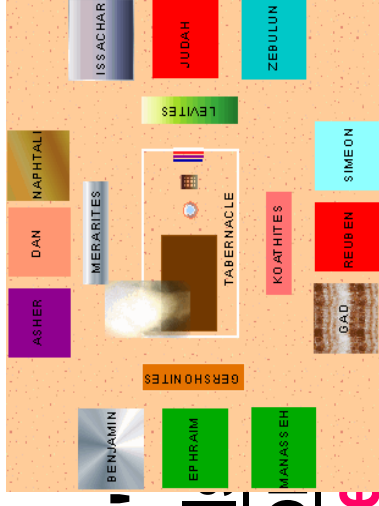 ISSACHAR
JUDAH
ZEBULUN
LEVITES
NAPHTALI
SIMEON
MERARITES
TABERNACLE
KOATHITES
DAN
REUBEN
ASHER
GAD
GERSHONITES
BENJAMIN
EPHRAIM
MANASSEH